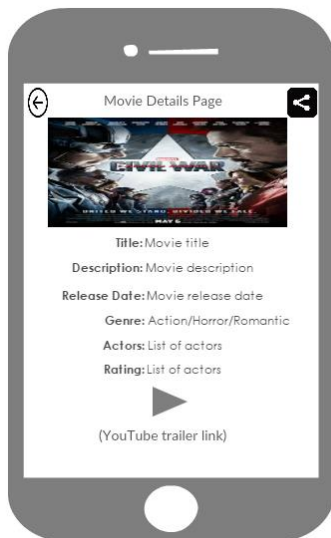 Movie Details Page
MARVEL
CIVIL WAR
UNITED WE STAND. DIVIDED WE FALL.
MAY 6
Title: Movie title
Description: Movie description
Release Date: Movie release date
Genre: Action/Horror/Romantic
Actors: List of actors
Rating: List of actors
(YouTube trailer link)